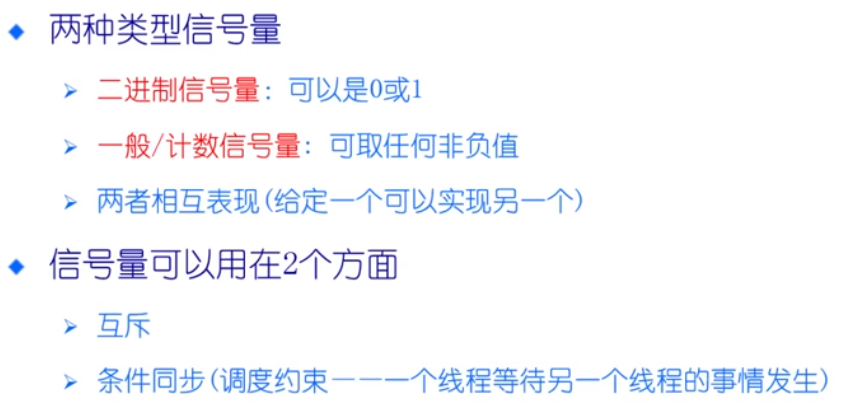 两种类型信号量
二进制信号量: 可以是0或1
一般/计数信号量: 可取任何非负值
两者相互表现(给定一个可以实现另一个)
信号量可以用在2个方面
互斥
条件同步(调度约束——一个线程等待另一个线程的事情发生)